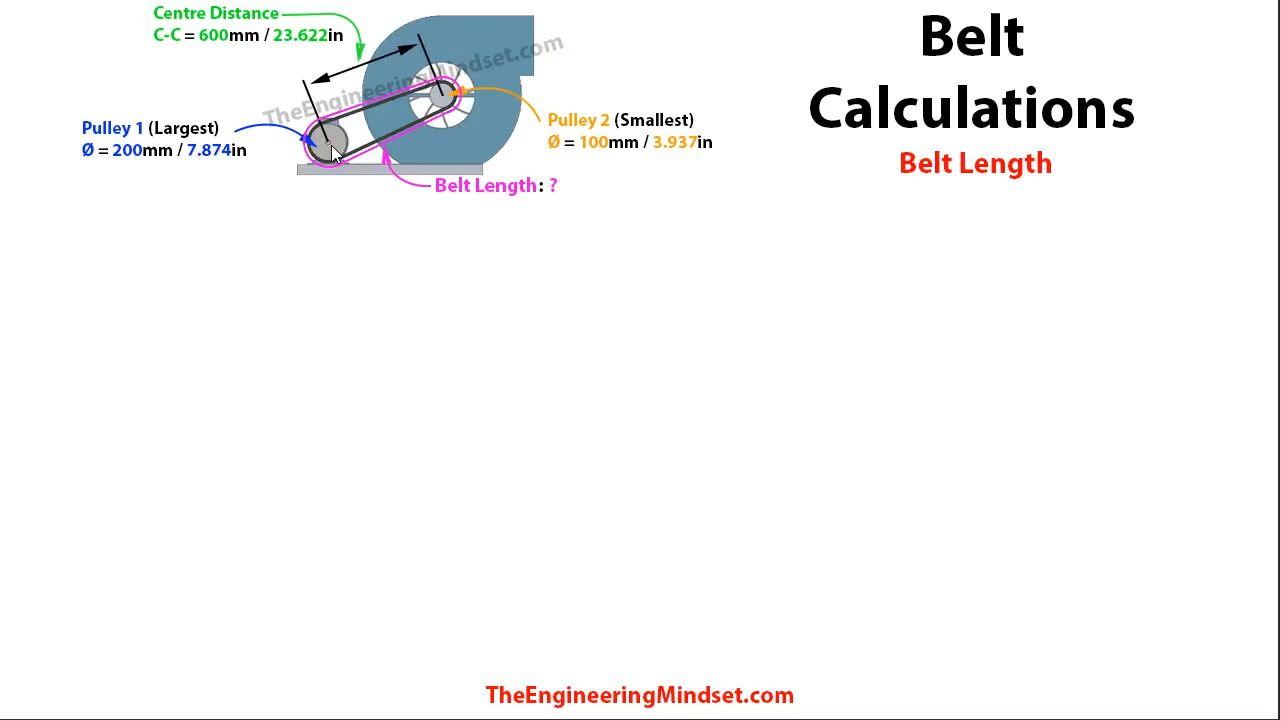 Centre Distance
C-C = 600mm / 23.622in
Belt
Calculations
Belt Length
TheEngineeringMindset.com
Pulley 1 (Largest)
Ø = 200mm / 7.874in
Pulley 2 (Smallest)
Ø = 100mm / 3.937in
Belt Length: ?
TheEngineeringMindset.com